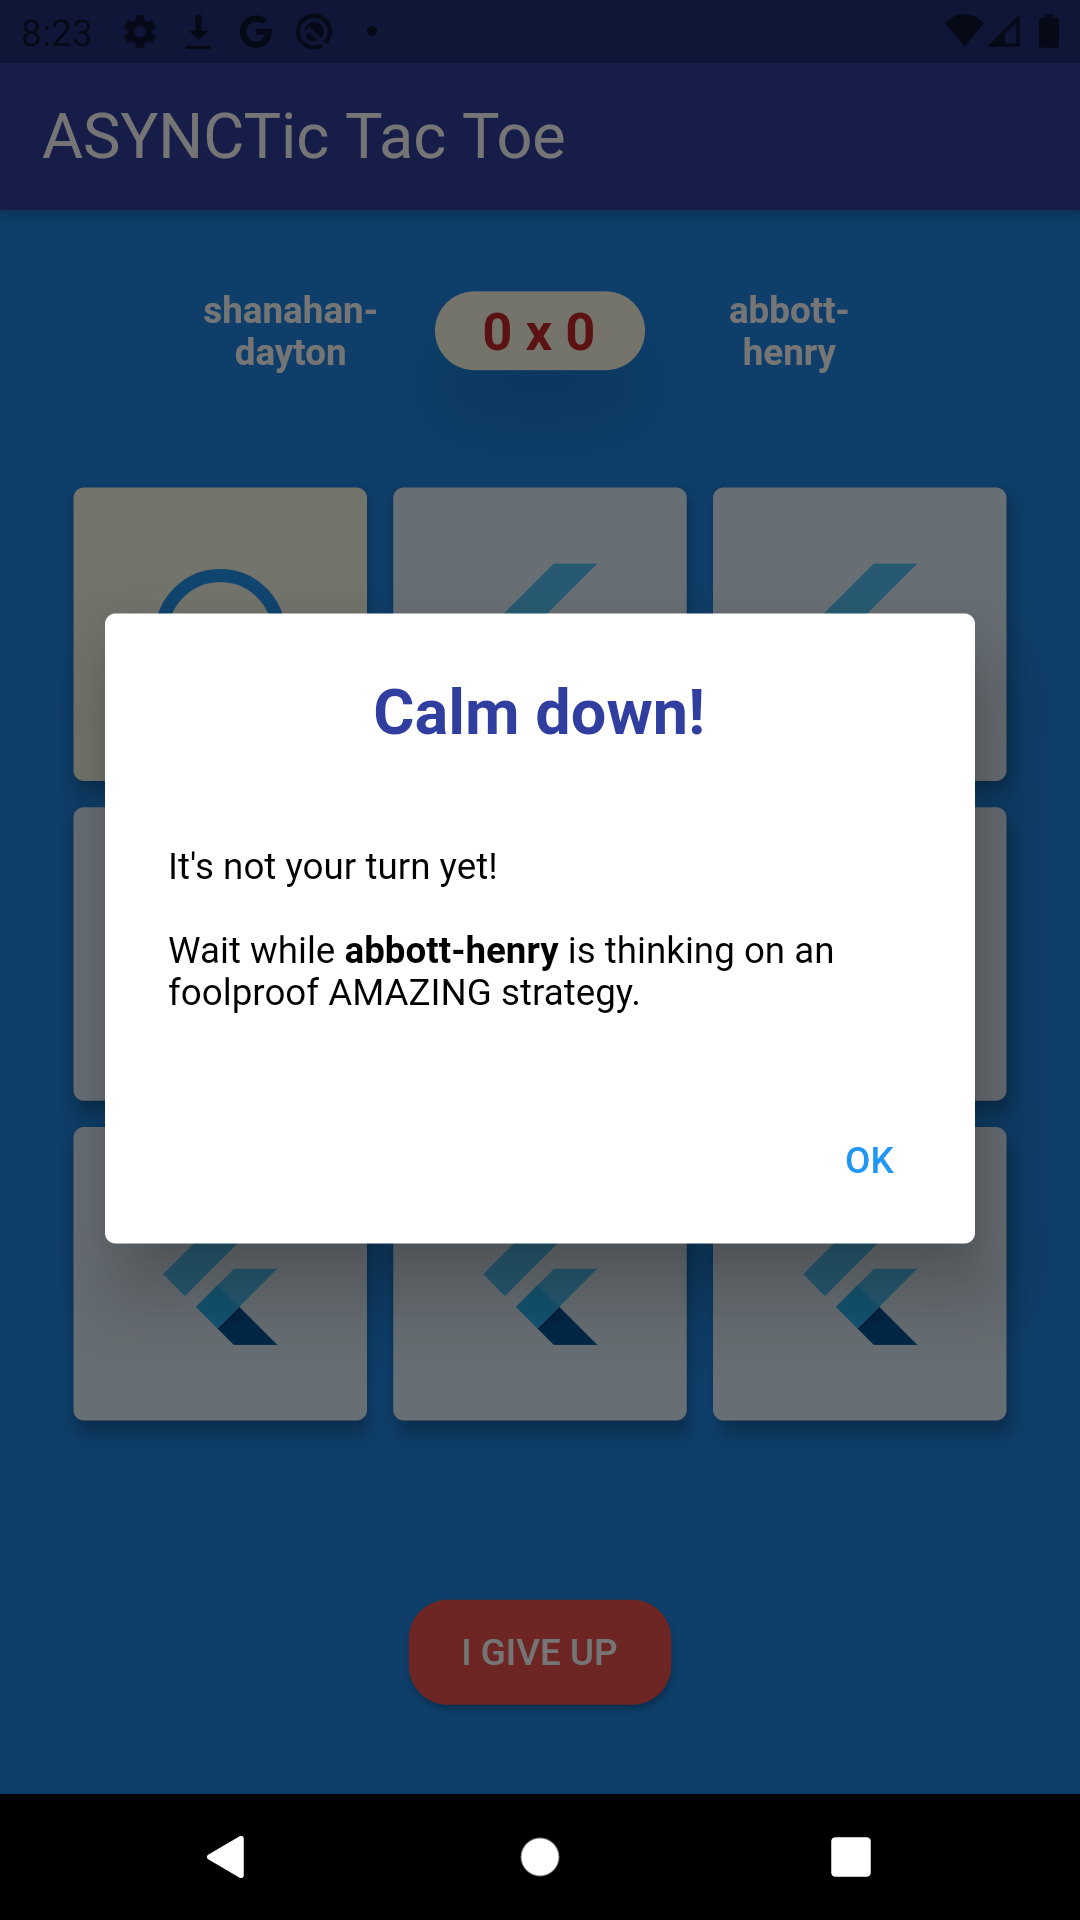 8:23
ASYNCTic Tac Toe
shanahan-
dayton
0 x 0
abbott-
henry
Calm down!
It's not your turn yet!
Wait while abbott-henry is thinking on an
foolproof AMAZING strategy.
OK
I GIVE UP